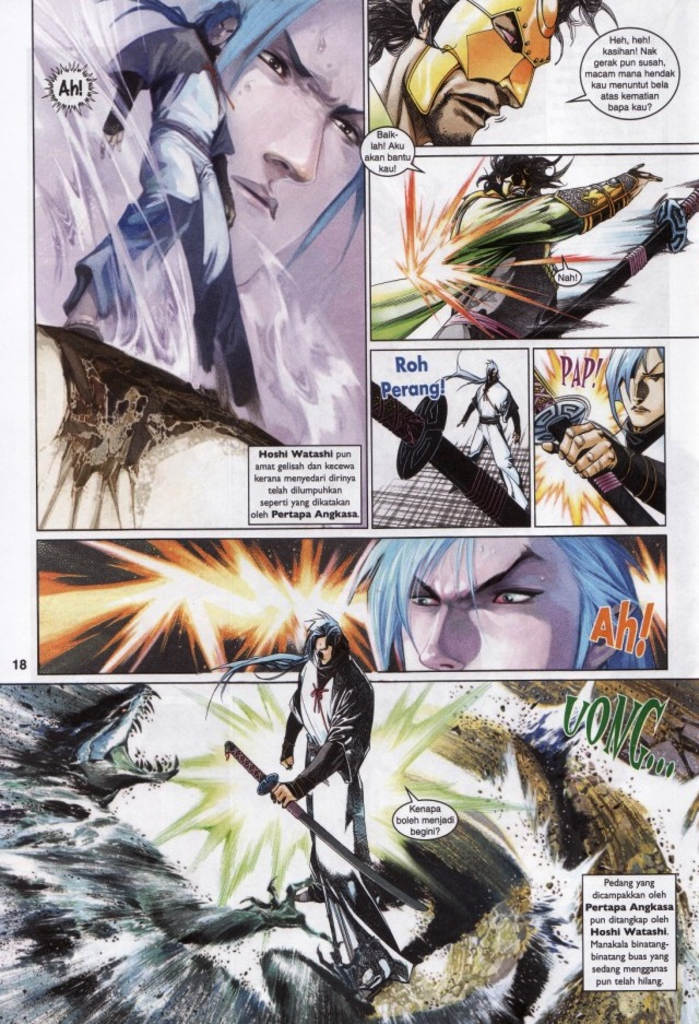 Ah!
Hoshi Watashi pun
amat gelisah dan kecewa
kerana menyedari dirinya
telah dilumpuhkan
seperti yang dikatakan
oleh Pertapa Angkasa.
Heh, heh!
kasihan! Nak
gerak pun susah,
macam mana hendak
kau menuntut bela
atas kematian
bapa kau?
Baik-
lah! Aku
akan bantu
kau!
Nah!
Roh
Perang!
PAP!
Ah!
18
UONG...
Kenapa
boleh menjadi
begini?
Pedang yang
dicampakkan oleh
Pertapa Angkasa
pun ditangkap oleh
Hoshi Watashi.
Manakala binatang-
binatang buas yang
sedang mengganas
pun telah hilang.